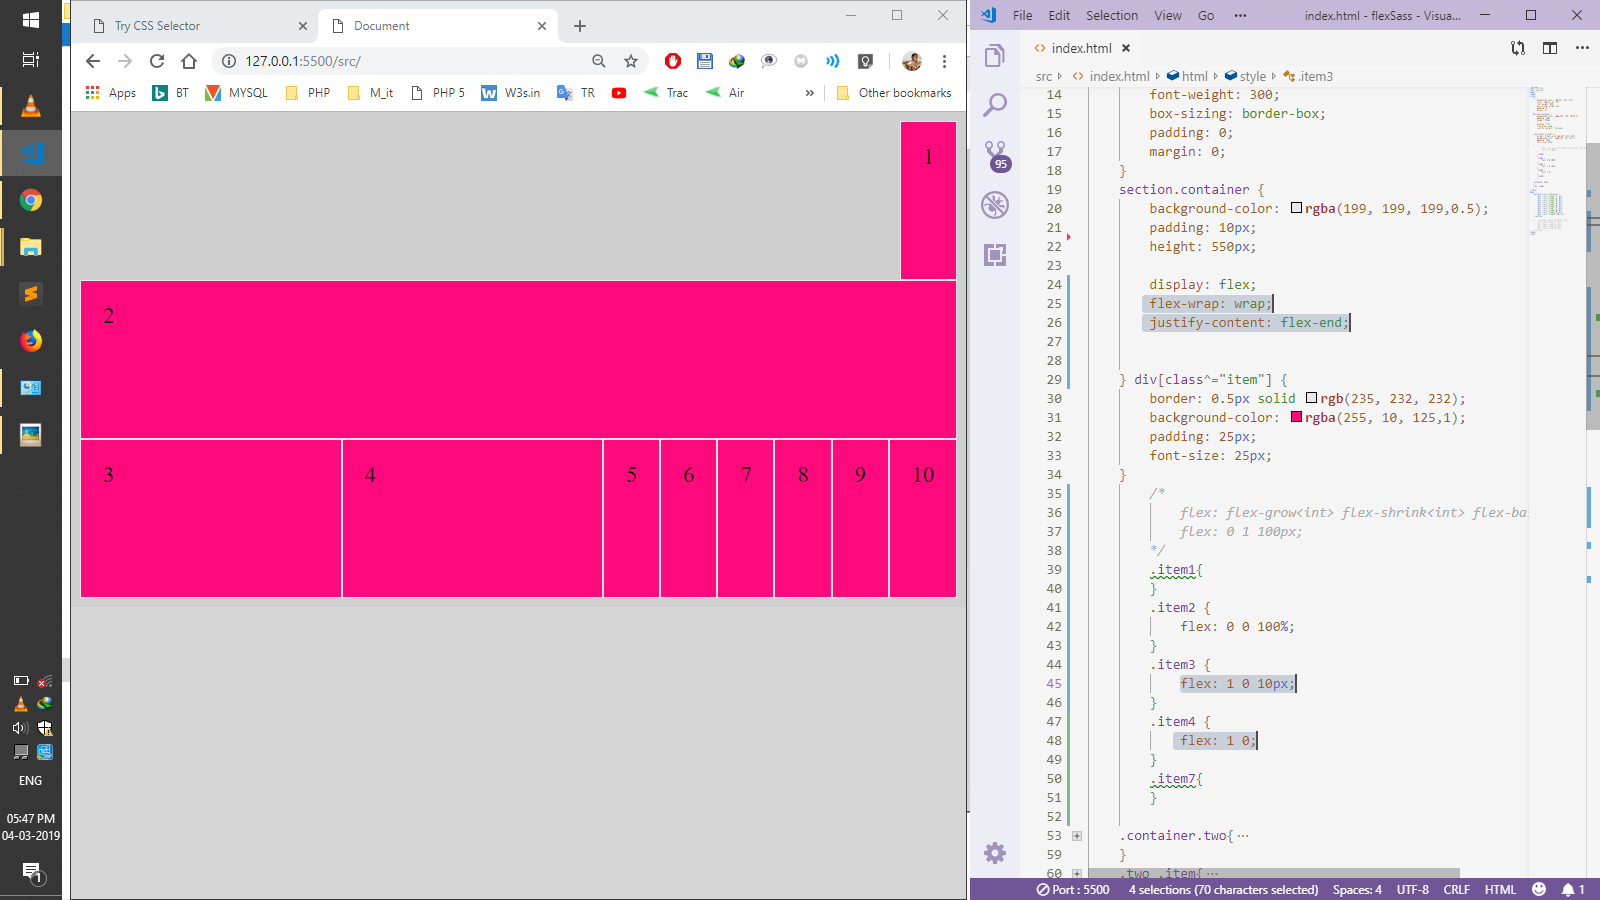 Try CSS Selector
Document
127.0.0.1:5500/src/
Apps
BT
MYSQL
PHP
M_it
PHP 5
W3s.in
TR
Trac
Air
»
Other bookmarks
1
2
3
4
5
6
7
8
9
10
ENG
05:47 PM
04-03-2019
1
File
Edit
Selection
View
Go
index.html - flexSass - Visua...
index.html
src
index.html
html
style
.item3
95
14 font-weight: 300;
15 box-sizing: border-box;
16 padding: 0;
17 margin: 0;
18 }
19 section.container {
20 background-color: rgba(199, 199, 199,0.5);
21 padding: 10px;
22 height: 550px;
23
24 display: flex;
25 flex-wrap: wrap;
26 justify-content: flex-end;
27
28
29 } div[class^="item"] {
30 border: 0.5px solid rgb(235, 232, 232);
31 background-color: rgba(255, 10, 125,1);
32 padding: 25px;
33 font-size: 25px;
34 }
35 /*
36 flex: flex-grow<int> flex-shrink<int> flex-ba
37 flex: 0 1 100px;
38 */
39 .item1{
40 }
41 .item2 {
42 flex: 0 0 100%;
43 }
44 .item3 {
45 flex: 1 0 10px;
46 }
47 .item4 {
48 flex: 1 0;
49 }
50 .item7{
51 }
52
53 .container.two{ ...
59 }
60 .two .item{ ...
Port : 5500
4 selections (70 characters selected)
Spaces: 4
UTF-8
CRLF
HTML
1